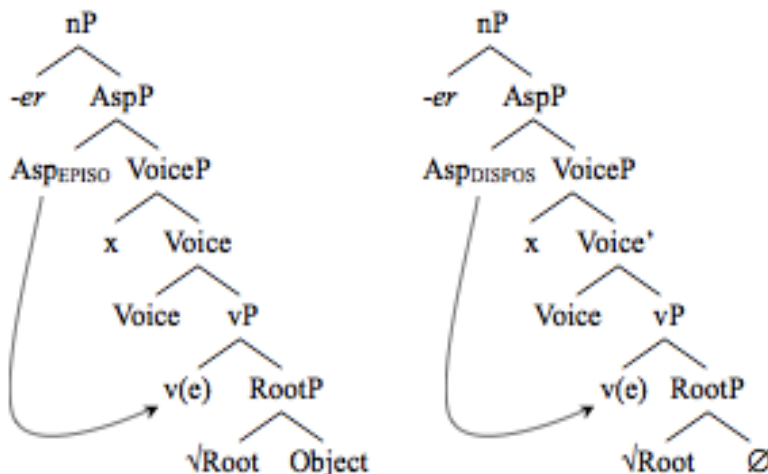 nP nP
-er AspP -er AspP
AspEPISO VoiceP AspDISPOS VoiceP
x Voice x Voice'
Voice vP Voice vP
v(e) RootP v(e) RootP
√Root Object √Root ∅